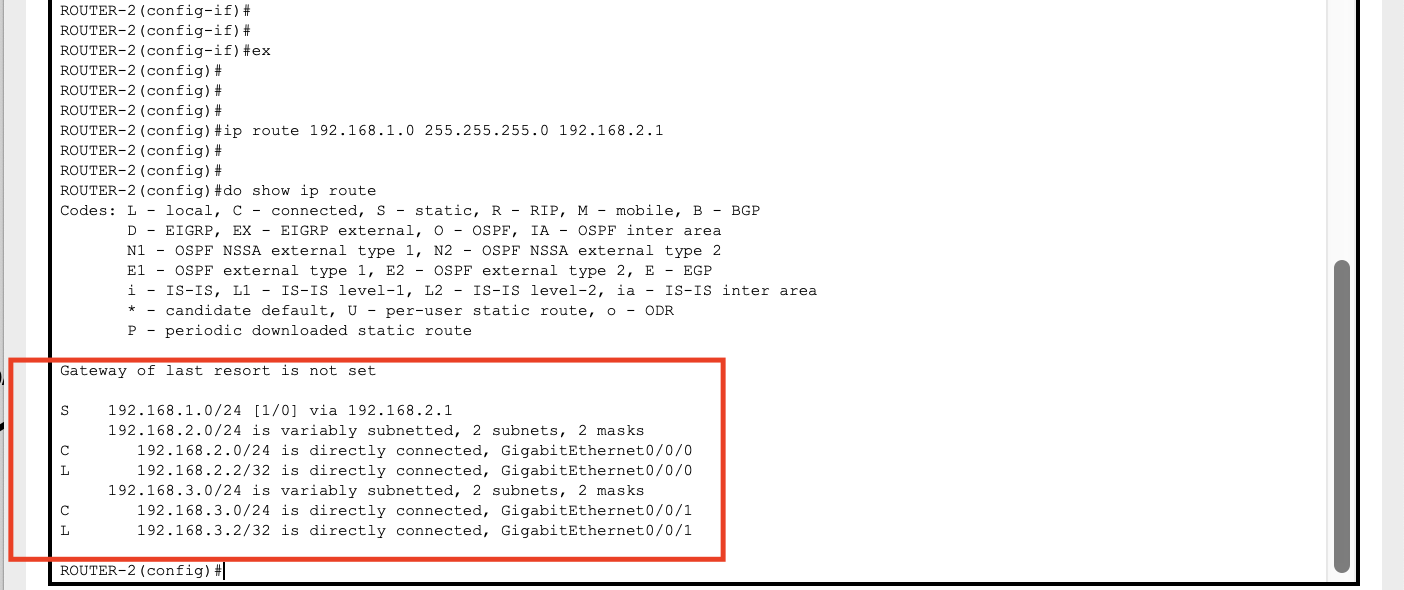 ROUTER-2(config-if)#
ROUTER-2(config-if)#
ROUTER-2(config-if)#ex
ROUTER-2(config)#
ROUTER-2(config)#
ROUTER-2(config)#
ROUTER-2(config)#ip route 192.168.1.0 255.255.255.0 192.168.2.1
ROUTER-2(config)#
ROUTER-2(config)#
ROUTER-2(config)#do show ip route
Codes: L - local, C - connected, S - static, R - RIP, M - mobile, B - BGP
       D - EIGRP, EX - EIGRP external, O - OSPF, IA - OSPF inter area
       N1 - OSPF NSSA external type 1, N2 - OSPF NSSA external type 2
       E1 - OSPF external type 1, E2 - OSPF external type 2, E - EGP
       i - IS-IS, L1 - IS-IS level-1, L2 - IS-IS level-2, ia - IS-IS inter area
       * - candidate default, U - per-user static route, o - ODR
       P - periodic downloaded static route
Gateway of last resort is not set
S    192.168.1.0/24 [1/0] via 192.168.2.1
     192.168.2.0/24 is variably subnetted, 2 subnets, 2 masks
C       192.168.2.0/24 is directly connected, GigabitEthernet0/0/0
L       192.168.2.2/32 is directly connected, GigabitEthernet0/0/0
     192.168.3.0/24 is variably subnetted, 2 subnets, 2 masks
C       192.168.3.0/24 is directly connected, GigabitEthernet0/0/1
L       192.168.3.2/32 is directly connected, GigabitEthernet0/0/1
ROUTER-2(config)#